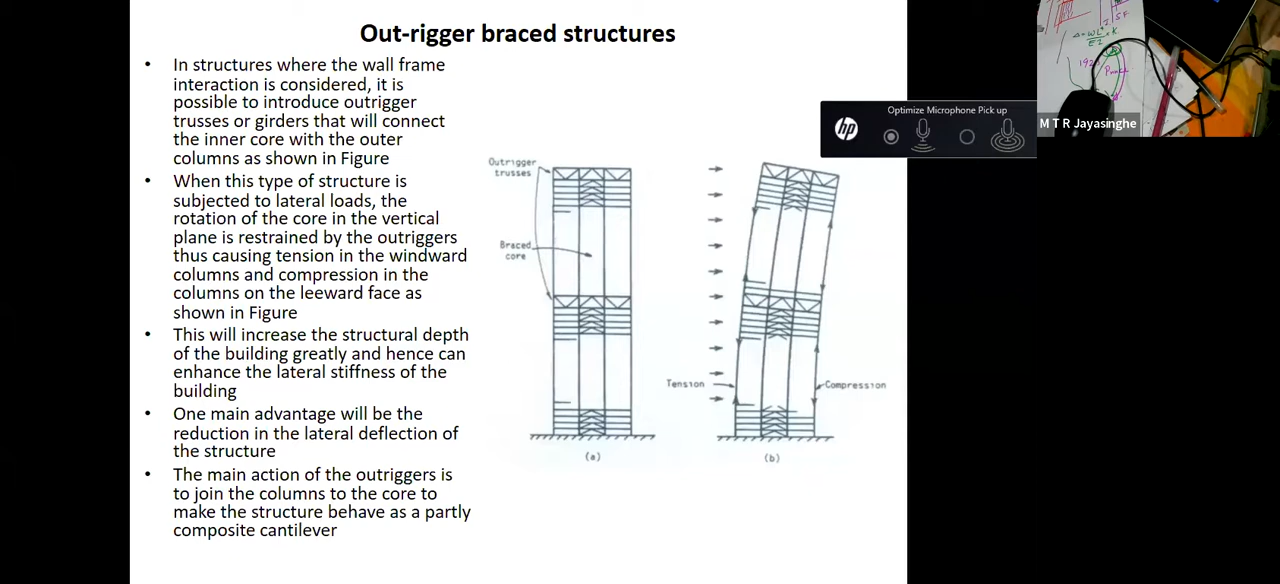 Out-rigger braced structures
• In structures where the wall frame
interaction is considered, it is
possible to introduce outrigger
trusses or girders that will connect
the inner core with the outer
columns as shown in Figure
• When this type of structure is
subjected to lateral loads, the
rotation of the core in the vertical
plane is restrained by the outriggers
thus causing tension in the windward
columns and compression in the
columns on the leeward face as
shown in Figure
• This will increase the structural depth
of the building greatly and hence can
enhance the lateral stiffness of the
building
• One main advantage will be the
reduction in the lateral deflection of
the structure
• The main action of the outriggers is
to join the columns to the core to
make the structure behave as a partly
composite cantilever
Outrigger
trusses
Braced
core
(a)
Tension
Compression
(b)
Optimize Microphone Pick up
hp
M T R Jayasinghe
S F